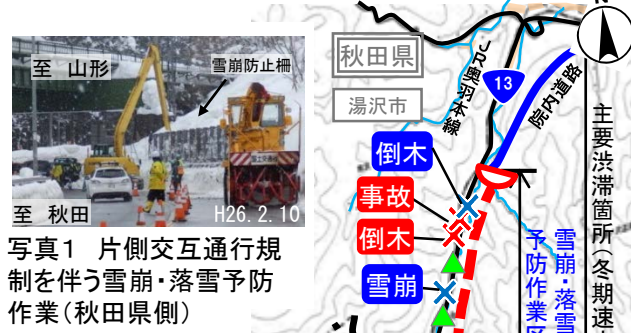 至 山形
雪崩防止柵
至 秋田
H26.2.10
写真1 片側交互通行規
制を伴う雪崩・落雪予防
作業(秋田県側)
N
秋田県
湯沢市
JR奥羽本線
13
院内道路
倒木
事故
倒木
雪崩
主要渋滞箇所(冬期速
雪崩・落雪
予防作業区